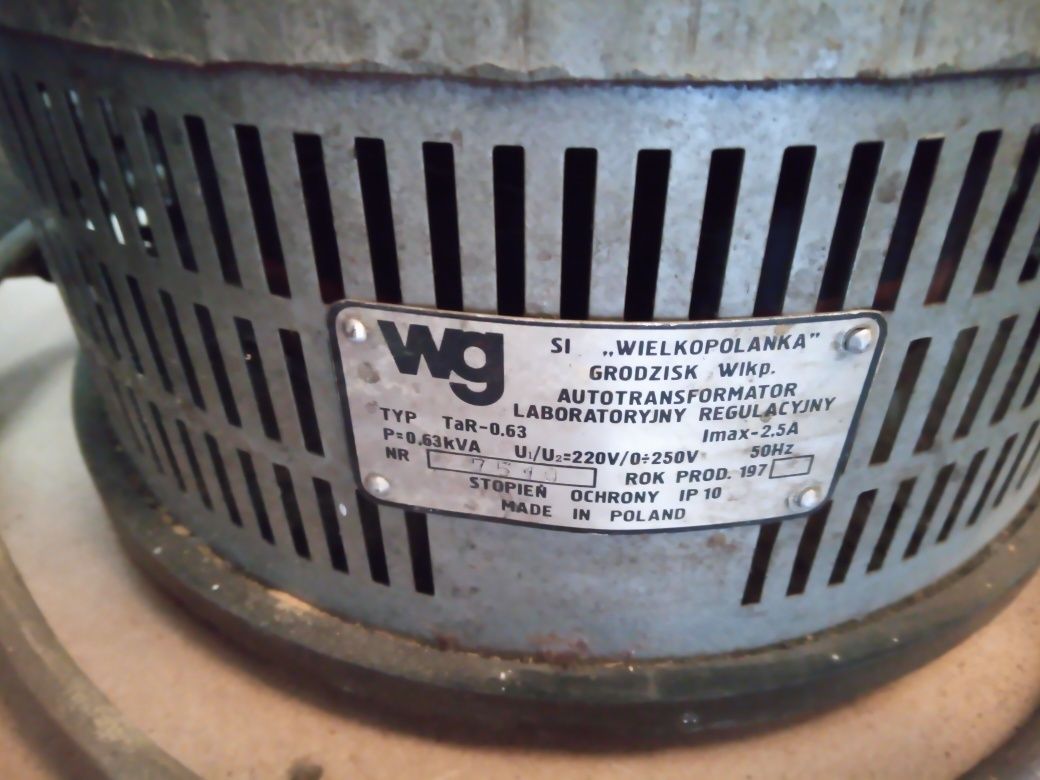 wg
SI „WIELKOPOLANKA"
GRODZISK Wlkp.
AUTOTRANSFORMATOR
LABORATORYJNY REGULACYJNY
TYP TaR-0.63 Imax-2,5A
P=0,63kVA U₁/U₂=220V/0÷250V 50Hz
NR ROK PROD. 197
STOPIEŃ OCHRONY IP 10
MADE IN POLAND